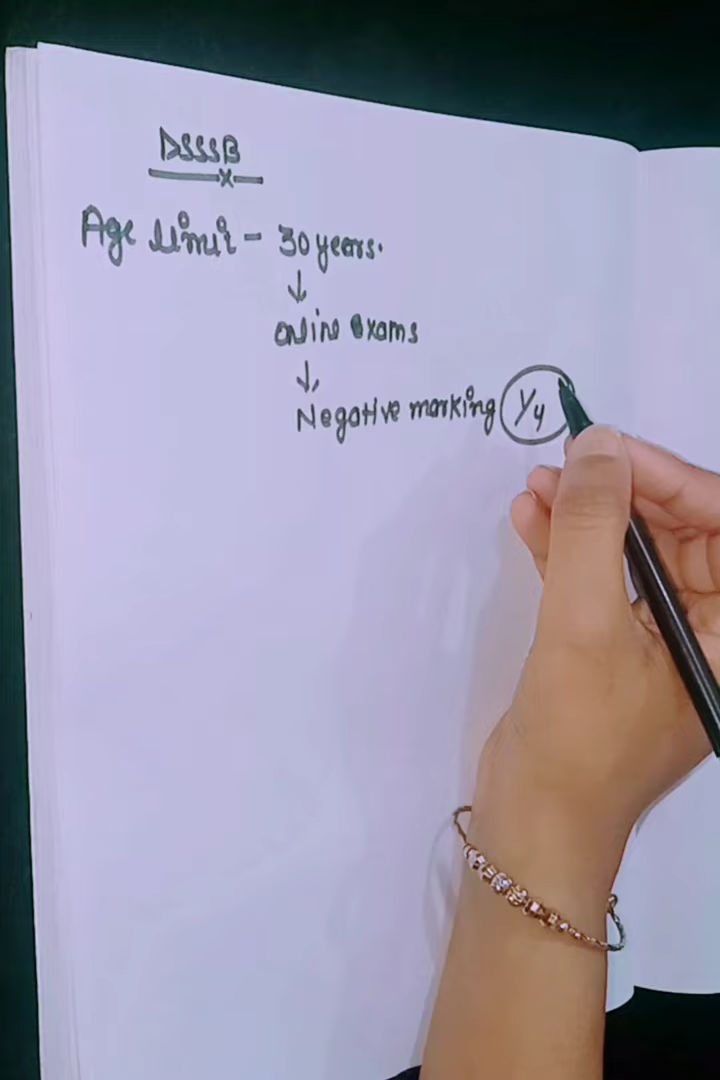 DSSSB
Age limit - 30 years.
↓
online exams
↓
Negative marking 1/4